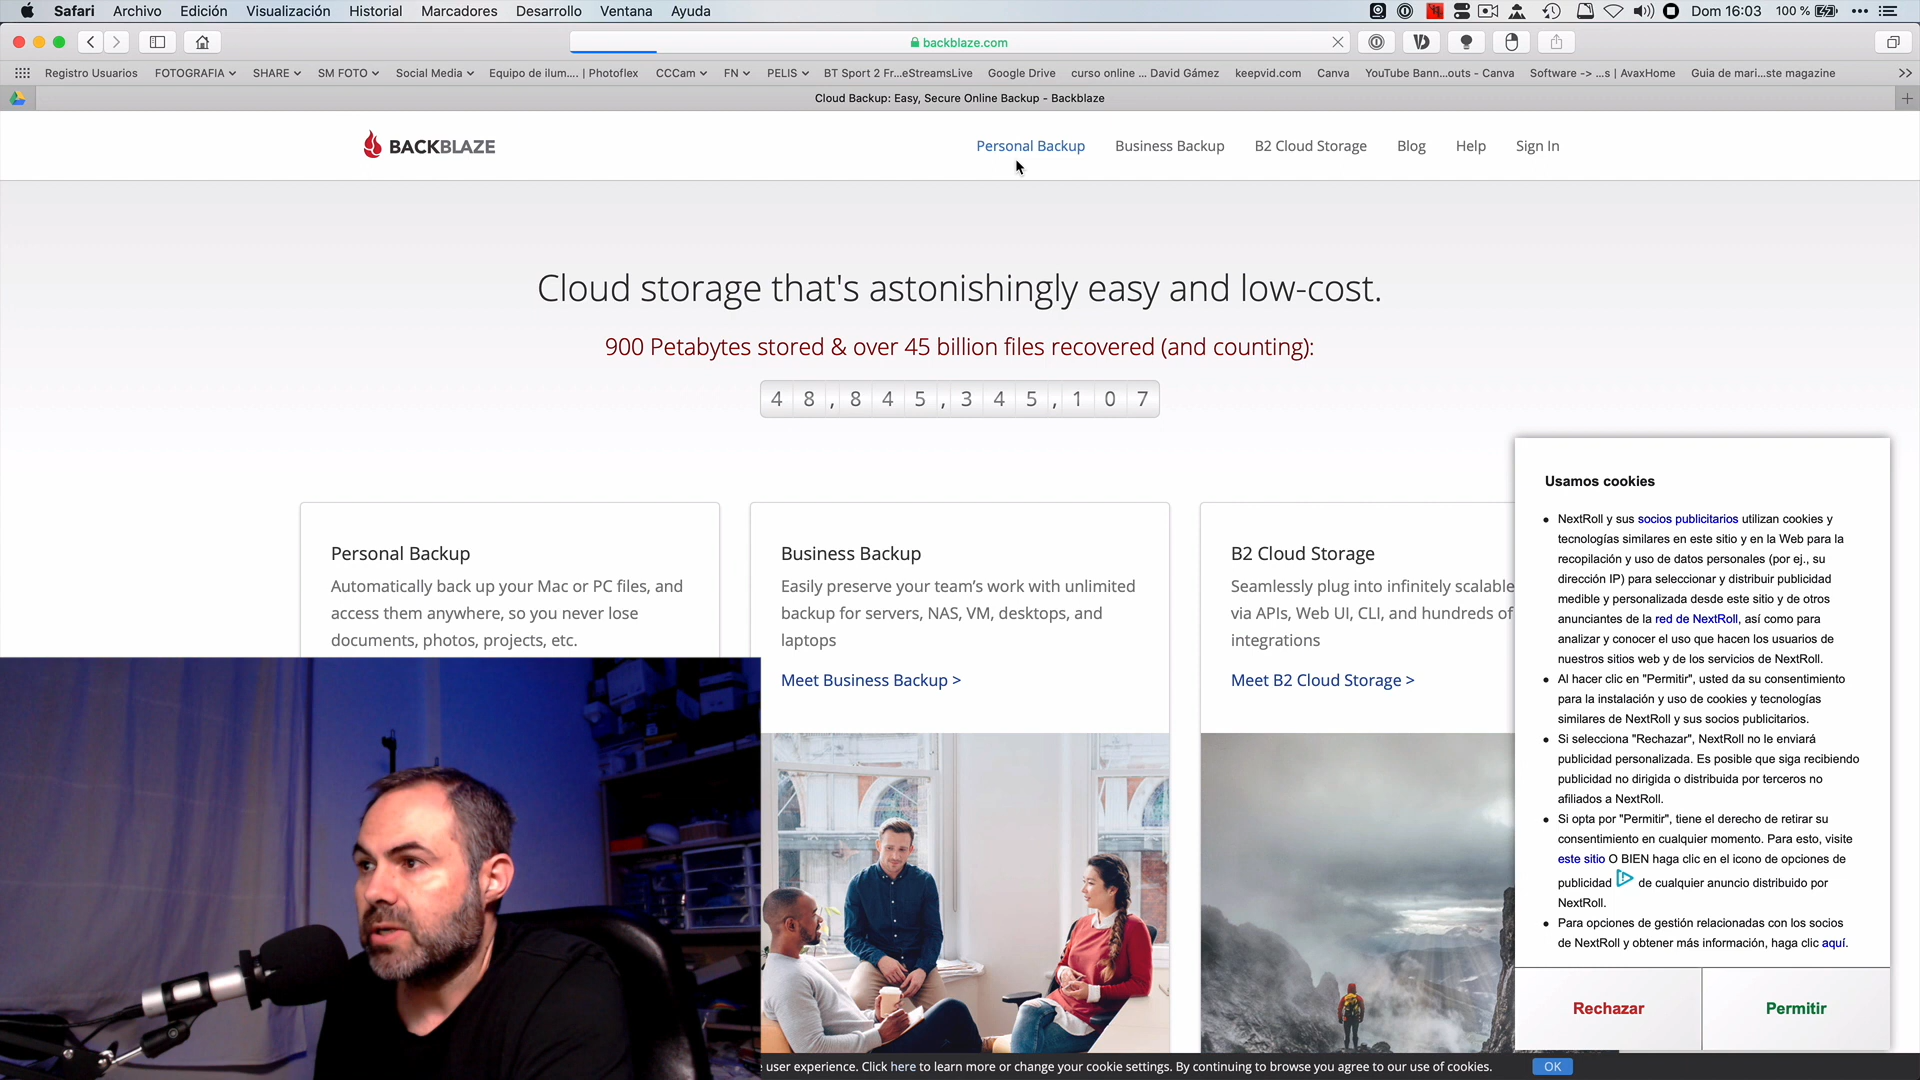 Safari Archivo Edición Visualización Historial Marcadores Desarrollo Ventana Ayuda Dom 16:03 100 %
backblaze.com
Registro Usuarios FOTOGRAFIA SHARE SM FOTO Social Media Equipo de ilum.... | Photoflex CCCam FN PELIS BT Sport 2 Fr...eStreamsLive Google Drive curso online ... David Gámez keepvid.com Canva YouTube Bann...outs - Canva Software -> ...s | AvaxHome Guia de mari...ste magazine
Cloud Backup: Easy, Secure Online Backup - Backblaze
BACKBLAZE
Personal Backup Business Backup B2 Cloud Storage Blog Help Sign In
Cloud storage that's astonishingly easy and low-cost.
900 Petabytes stored & over 45 billion files recovered (and counting):
48,845,345,107
Personal Backup
Automatically back up your Mac or PC files, and
access them anywhere, so you never lose
documents, photos, projects, etc.
Business Backup
Easily preserve your team's work with unlimited
backup for servers, NAS, VM, desktops, and
laptops
Meet Business Backup >
B2 Cloud Storage
Seamlessly plug into infinitely scalable
via APIs, Web UI, CLI, and hundreds of
integrations
Meet B2 Cloud Storage >
Usamos cookies
• NextRoll y sus socios publicitarios utilizan cookies y
tecnologías similares en este sitio y en la Web para la
recopilación y uso de datos personales (por ej., su
dirección IP) para seleccionar y distribuir publicidad
medible y personalizada desde este sitio y de otros
anunciantes de la red de NextRoll, así como para
analizar y conocer el uso que hacen los usuarios de
nuestros sitios web y de los servicios de NextRoll.
• Al hacer clic en "Permitir", usted da su consentimiento
para la instalación y uso de cookies y tecnologías
similares de NextRoll y sus socios publicitarios.
• Si selecciona "Rechazar", NextRoll no le enviará
publicidad personalizada. Es posible que siga recibiendo
publicidad no dirigida o distribuida por terceros no
afiliados a NextRoll.
• Si opta por "Permitir", tiene el derecho de retirar su
consentimiento en cualquier momento. Para esto, visite
este sitio O BIEN haga clic en el icono de opciones de
publicidad de cualquier anuncio distribuido por
NextRoll.
• Para opciones de gestión relacionadas con los socios
de NextRoll y obtener más información, haga clic aquí.
Rechazar Permitir
user experience. Click here to learn more or change your cookie settings. By continuing to browse you agree to our use of cookies. OK